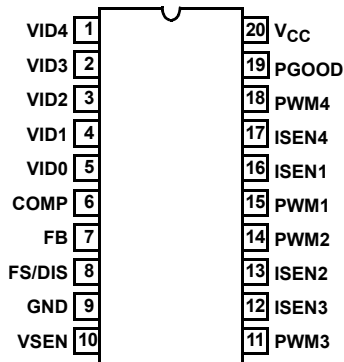 VID4 1 20 VCC
VID3 2 19 PGOOD
VID2 3 18 PWM4
VID1 4 17 ISEN4
VID0 5 16 ISEN1
COMP 6 15 PWM1
FB 7 14 PWM2
FS/DIS 8 13 ISEN2
GND 9 12 ISEN3
VSEN 10 11 PWM3